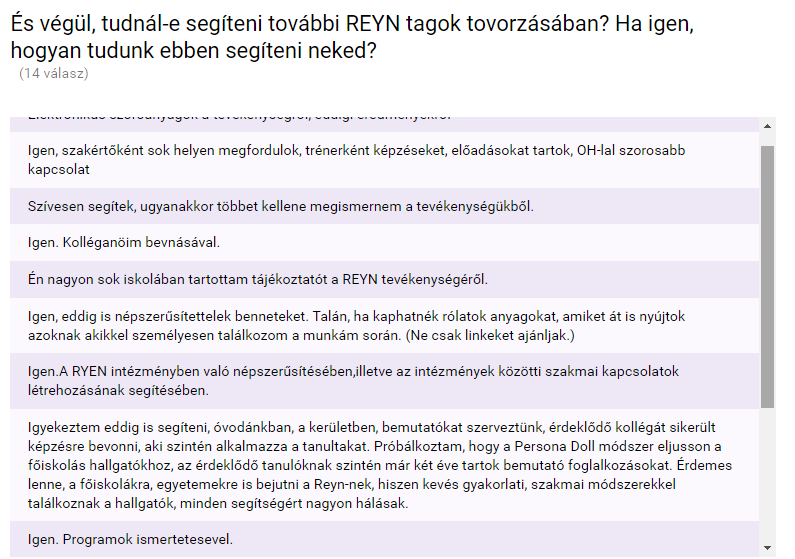 És végül, tudnál-e segíteni további REYN tagok tovorzásában? Ha igen,
hogyan tudunk ebben segíteni neked?
(14 válasz)
Elektronikus szóróanyagok a tevékenységről, eddigi eredményekről
Igen, szakértőként sok helyen megfordulok, trénerként képzéseket, előadásokat tartok, OH-lal szorosabb
kapcsolat
Szívesen segítek, ugyanakkor többet kellene megismernem a tevékenységükből.
Igen. Kolléganöim bevnásával.
Én nagyon sok iskolában tartottam tájékoztatót a REYN tevékenységéről.
Igen, eddig is népszerűsítettelek benneteket. Talán, ha kaphatnék rólatok anyagokat, amiket át is nyújtok
azoknak akikkel személyesen találkozom a munkám során. (Ne csak linkeket ajánljak.)
Igen.A RYEN intézményben való népszerűsítésében,illetve az intézmények közötti szakmai kapcsolatok
létrehozásának segítésében.
Igyekeztem eddig is segíteni, óvodánkban, a kerületben, bemutatókat szerveztünk, érdeklődő kollégát sikerült
képzésre bevonni, aki szintén alkalmazza a tanultakat. Próbálkoztam, hogy a Persona Doll módszer eljusson a
főiskolás hallgatókhoz, az érdeklődő tanulóknak szintén már két éve tartok bemutató foglalkozásokat. Érdemes
lenne, a főiskolákra, egyetemekre is bejutni a Reyn-nek, hiszen kevés gyakorlati, szakmai módszerekkel
találkoznak a hallgatók, minden segítségért nagyon hálásak.
Igen. Programok ismertetesevel.